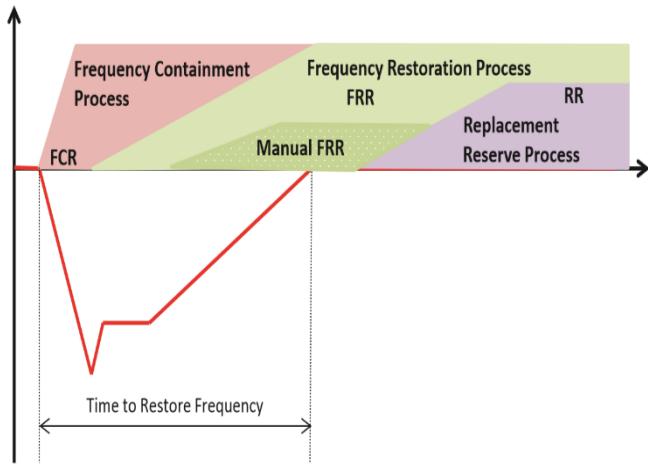 Frequency Containment
Process
Frequency Restoration Process
FRR
RR
Replacement
Reserve Process
Manual FRR
FCR
Time to Restore Frequency